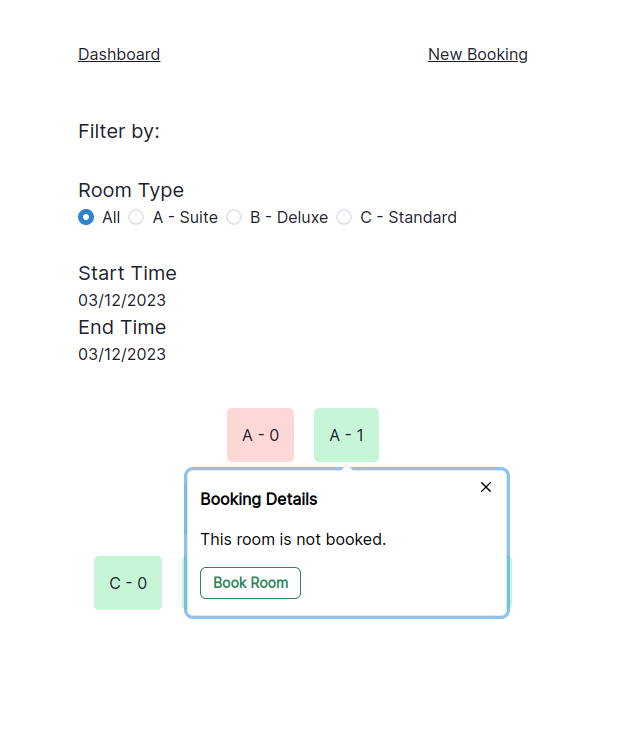 Dashboard New Booking
Filter by:
Room Type
All A - Suite B - Deluxe C - Standard
Start Time
03/12/2023
End Time
03/12/2023
A - 0 A - 1
Booking Details
This room is not booked.
C - 0 Book Room